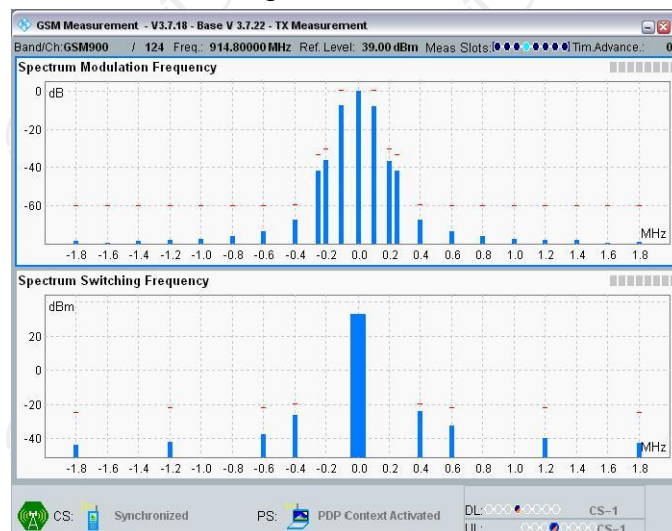 GSM Measurement - V3.7.18 - Base V 3.7.22 - TX Measurement
Band/Ch:GSM900 / 124 Freq.: 914.80000 MHz Ref. Level: 39.00 dBm Meas Slots: Tim.Advance.: 0
Spectrum Modulation Frequency
dB
0
-20
-40
-60
MHz
-1.8 -1.6 -1.4 -1.2 -1.0 -0.8 -0.6 -0.4 -0.2 0.0 0.2 0.4 0.6 0.8 1.0 1.2 1.4 1.6 1.8
Spectrum Switching Frequency
dBm
20
0
-20
-40
MHz
-1.8 -1.6 -1.4 -1.2 -1.0 -0.8 -0.6 -0.4 -0.2 0.0 0.2 0.4 0.6 0.8 1.0 1.2 1.4 1.6 1.8
CS: Synchronized PS: PDP Context Activated DL: CS-1
UL: CS-1